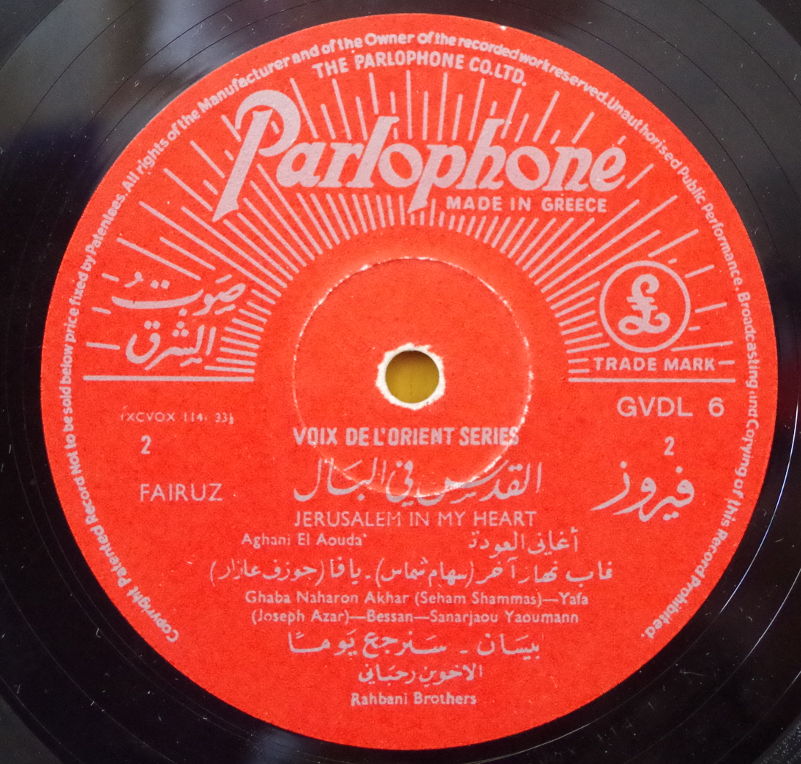 Copyright Patented Record Not to be sold below price fixed by Patentees. All rights of the Manufacturer and of the Owner of the recorded work reserved. Unauthorised Public Performance, Broadcasting and Copying of this Record Prohibited.
THE PARLOPHONE CO. LTD.
Parlophone
MADE IN GREECE
صوت الشرق
£
TRADE MARK
(XCVOX 114, 33⅓
GVDL 6
2
2
VOIX DE L'ORIENT SERIES
FAIRUZ
القدس في البال
فيروز
JERUSALEM IN MY HEART
Aghani El Aouda'
أغاني العودة
غاب نهار آخر (سهام شماس) - يافا (جوزف عازار)
Ghaba Naharon Akhar (Seham Shammas)—Yafa
(Joseph Azar)—Bessan—Sanarjaou Yaoumann
بيسان - سنرجع يومًا
الاخوين رحباني
Rahbani Brothers